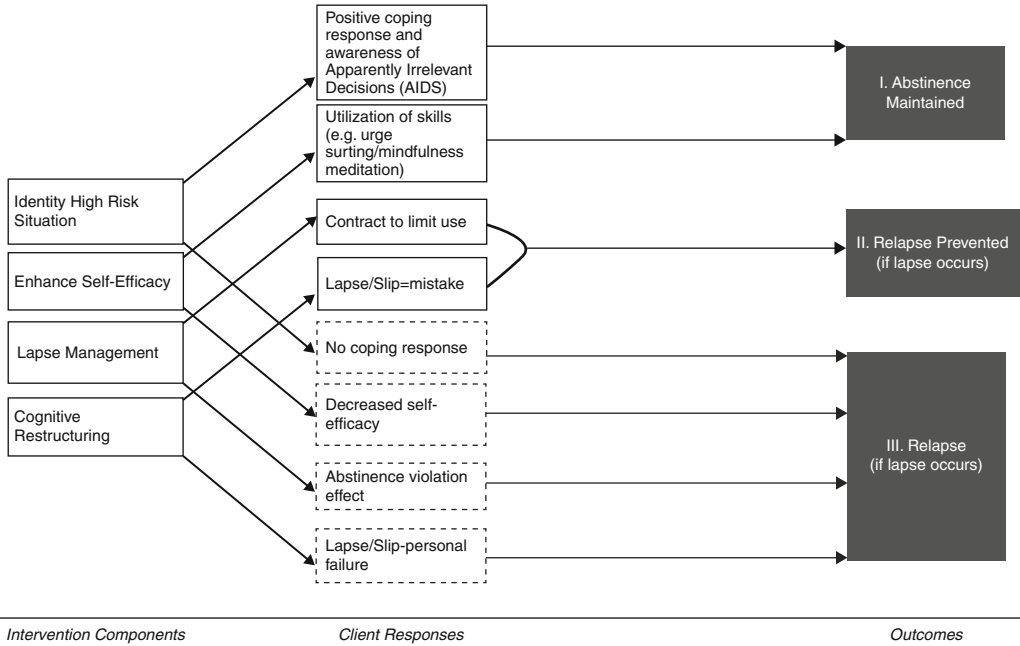 Positive coping
response and
awareness of
Apparently Irrelevant
Decisions (AIDS)
Utilization of skills
(e.g. urge
surting/mindfulness
meditation)
Identity High Risk
Situation
Enhance Self-Efficacy
Lapse Management
Cognitive
Restructuring
Contract to limit use
Lapse/Slip=mistake
No coping response
Decreased self-
efficacy
Abstinence violation
effect
Lapse/Slip-personal
failure
I. Abstinence
Maintained
II. Relapse Prevented
(if lapse occurs)
III. Relapse
(if lapse occurs)
Intervention Components
Client Responses
Outcomes